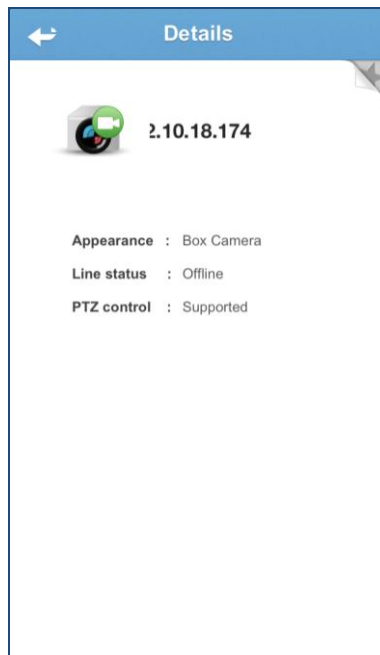 Details
2.10.18.174
Appearance : Box Camera
Line status : Offline
PTZ control : Supported